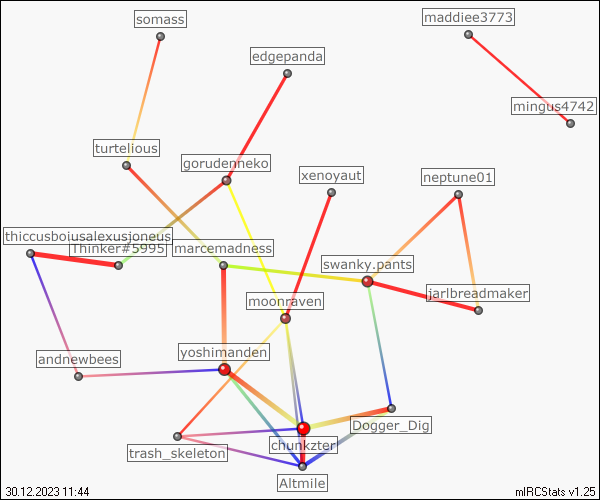 somass
maddiee3773
edgepanda
mingus4742
turtelious
gorudenneko
xenoyaut
neptune01
thiccusboiusalexusjoneus
Thinker#5995
marcemadness
swanky.pants
moonraven
jarlbreadmaker
yoshimanden
andnewbees
Dogger_Dig
chunkzter
trash_skeleton
Altmile
30.12.2023 11:44
mIRCStats v1.25